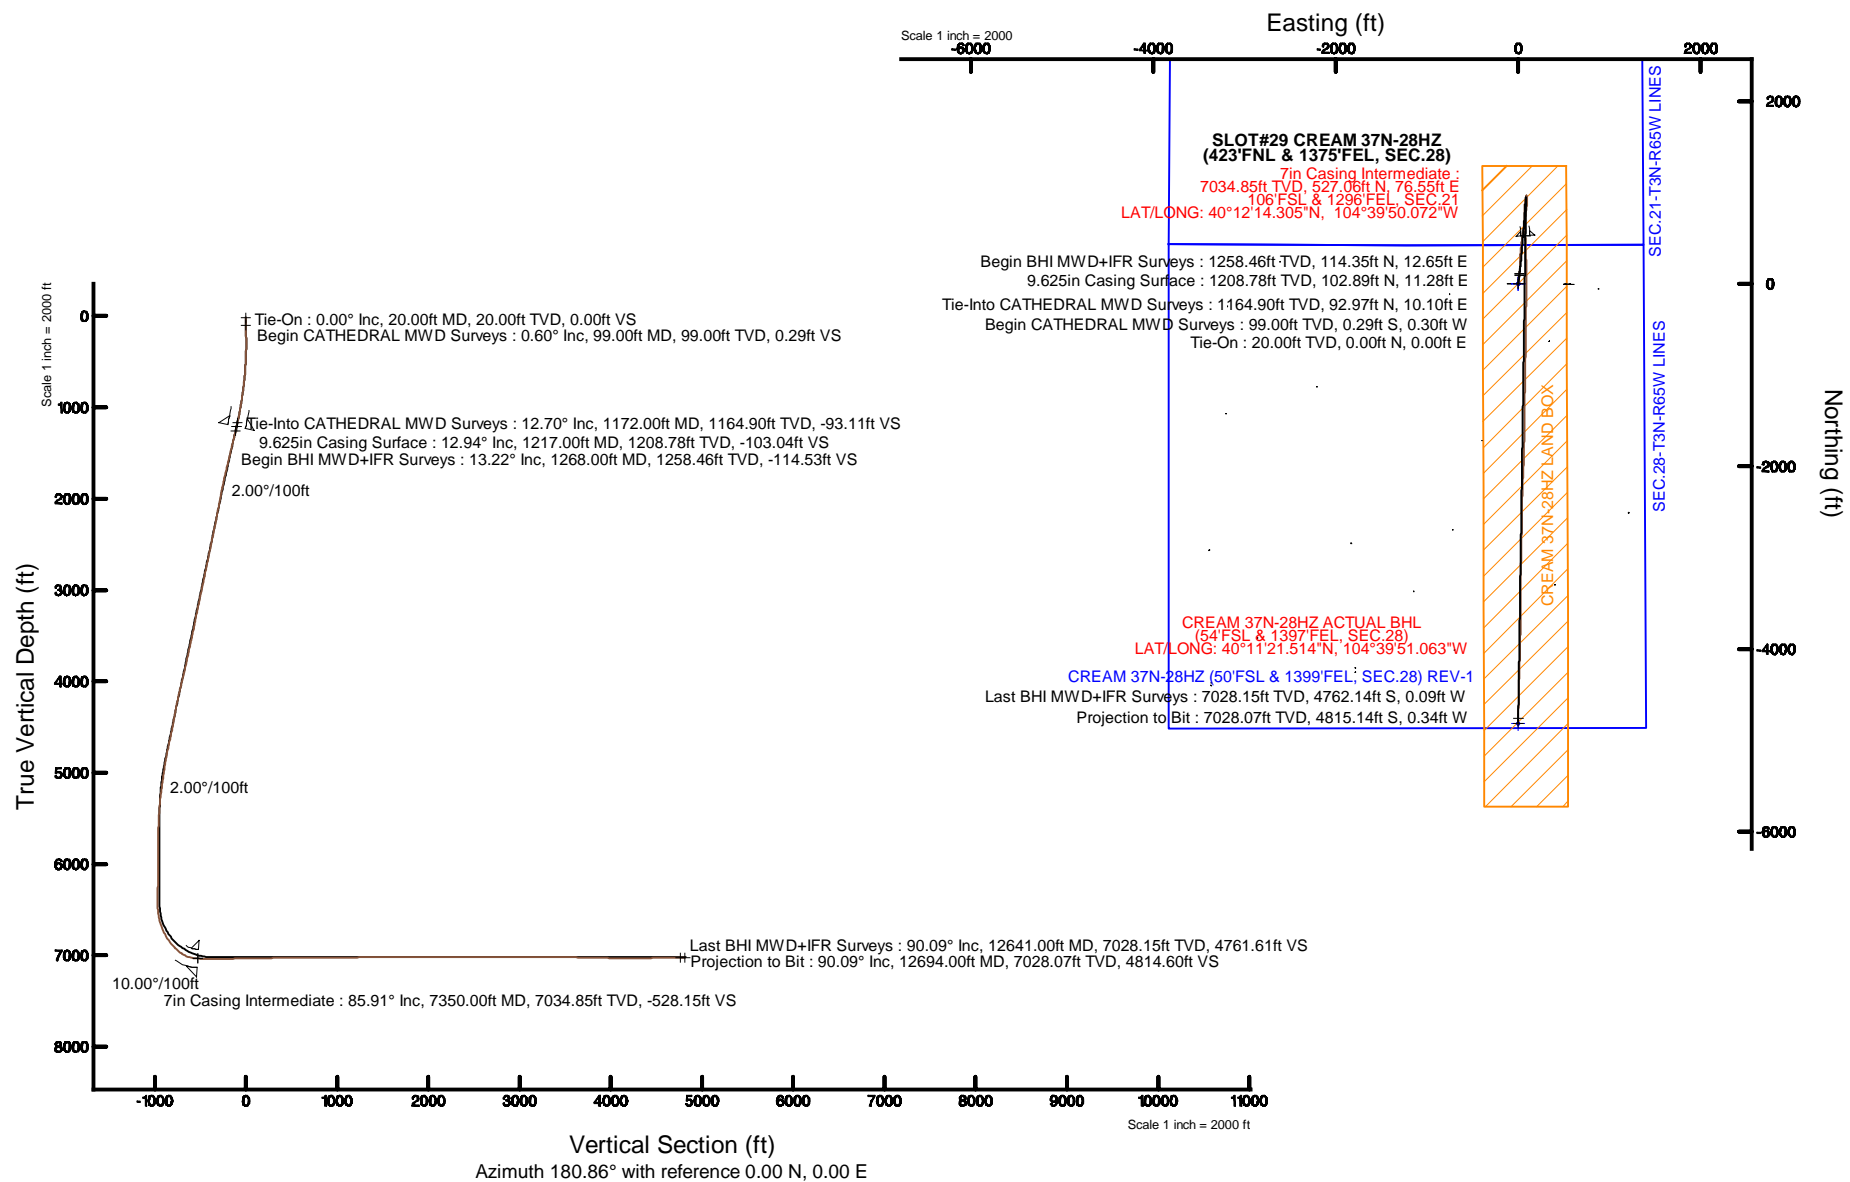 Easting (ft)
Scale 1 inch = 2000
-6000
-4000
-2000
0
2000
SLOT#29 CREAM 37N-28HZ
(423'FNL & 1375'FEL, SEC.28)
7in Casing Intermediate :
7034.85ft TVD, 527.06ft N, 76.55ft E
106'FSL & 1296'FEL, SEC.21
LAT/LONG: 40°12'14.305"N, 104°39'50.072"W
Begin BHI MWD+IFR Surveys : 1258.46ft TVD, 114.35ft N, 12.65ft E
9.625in Casing Surface : 1208.78ft TVD, 102.89ft N, 11.28ft E
Tie-Into CATHEDRAL MWD Surveys : 1164.90ft TVD, 92.97ft N, 10.10ft E
Begin CATHEDRAL MWD Surveys : 99.00ft TVD, 0.29ft S, 0.30ft W
Tie-On : 20.00ft TVD, 0.00ft N, 0.00ft E
CREAM 37N-28HZ ACTUAL BHL
(54'FSL & 1397'FEL, SEC.28)
LAT/LONG: 40°11'21.514"N, 104°39'51.063"W
CREAM 37N-28HZ (50'FSL & 1399'FEL, SEC.28) REV-1
Last BHI MWD+IFR Surveys : 7028.15ft TVD, 4762.14ft S, 0.09ft W
Projection to Bit : 7028.07ft TVD, 4815.14ft S, 0.34ft W
CREAM 37N-28HZ LAND BOX
SEC.21-T3N-R65W LINES
SEC.28-T3N-R65W LINES
2000
0
-2000
-4000
-6000
Northing (ft)
Scale 1 inch = 2000 ft
True Vertical Depth (ft)
0
1000
2000
3000
4000
5000
6000
7000
8000
Tie-On : 0.00° Inc, 20.00ft MD, 20.00ft TVD, 0.00ft VS
Begin CATHEDRAL MWD Surveys : 0.60° Inc, 99.00ft MD, 99.00ft TVD, 0.29ft VS
Tie-Into CATHEDRAL MWD Surveys : 12.70° Inc, 1172.00ft MD, 1164.90ft TVD, -93.11ft VS
9.625in Casing Surface : 12.94° Inc, 1217.00ft MD, 1208.78ft TVD, -103.04ft VS
Begin BHI MWD+IFR Surveys : 13.22° Inc, 1268.00ft MD, 1258.46ft TVD, -114.53ft VS
2.00°/100ft
2.00°/100ft
Last BHI MWD+IFR Surveys : 90.09° Inc, 12641.00ft MD, 7028.15ft TVD, 4761.61ft VS
Projection to Bit : 90.09° Inc, 12694.00ft MD, 7028.07ft TVD, 4814.60ft VS
10.00°/100ft
7in Casing Intermediate : 85.91° Inc, 7350.00ft MD, 7034.85ft TVD, -528.15ft VS
-1000
0
1000
2000
3000
4000
5000
6000
7000
8000
9000
10000
11000
Scale 1 inch = 2000 ft
Vertical Section (ft)
Azimuth 180.86° with reference 0.00 N, 0.00 E